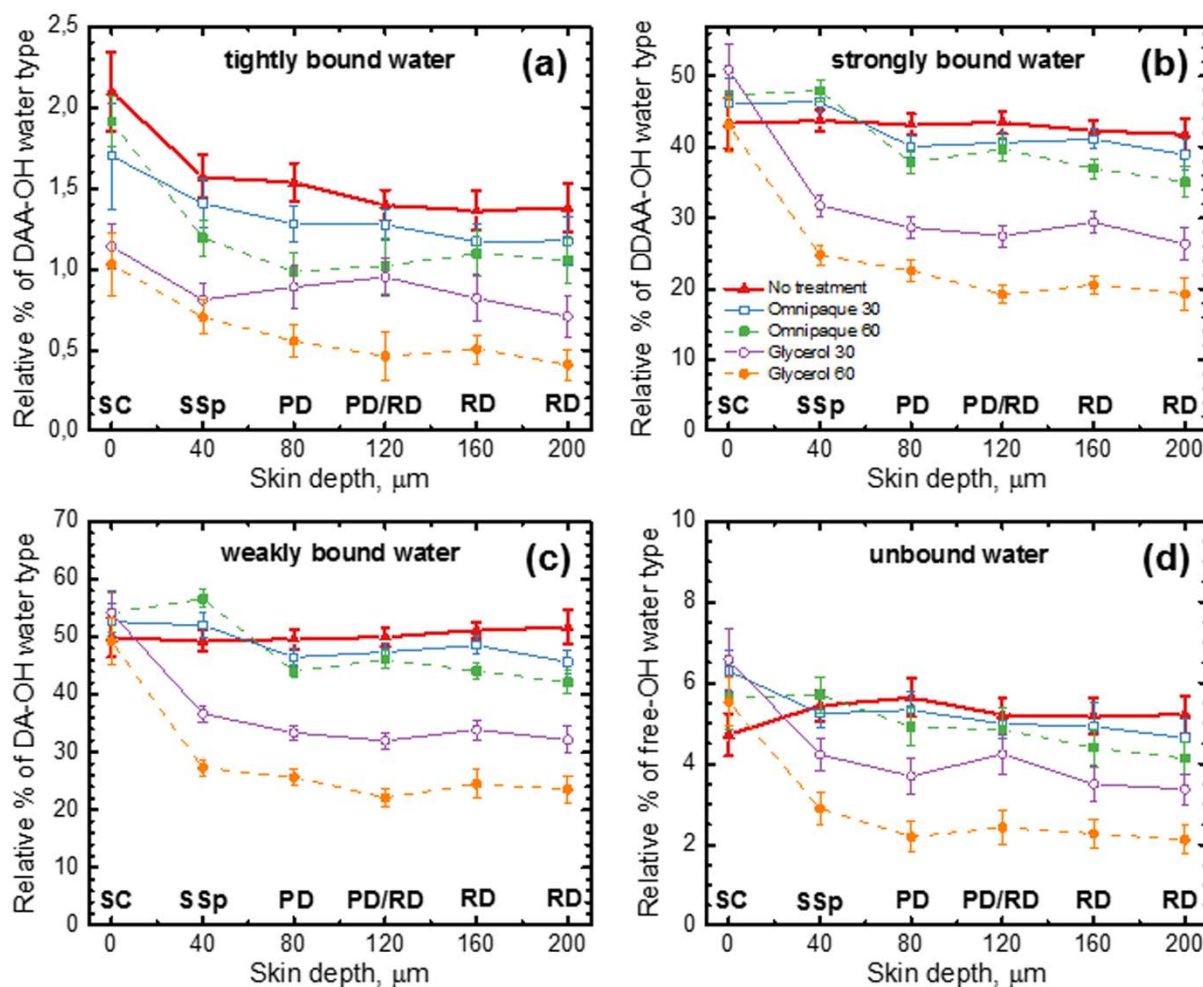 Relative % of DAA-OH water type
2,5
2,0
1,5
1,0
0,5
0,0
tightly bound water
(a)
SC SSp PD PD/RD RD RD
0 40 80 120 160 200
Skin depth, μm
Relative % of DDAA-OH water type
50
40
30
20
10
0
strongly bound water
(b)
No treatment
Omnipaque 30
Omnipaque 60
Glycerol 30
Glycerol 60
SC SSp PD PD/RD RD RD
0 40 80 120 160 200
Skin depth, μm
Relative % of DA-OH water type
70
60
50
40
30
20
10
0
weakly bound water
(c)
SC SSp PD PD/RD RD RD
0 40 80 120 160 200
Skin depth, μm
Relative % of free-OH water type
10
8
6
4
2
0
unbound water
(d)
SC SSp PD PD/RD RD RD
0 40 80 120 160 200
Skin depth, μm